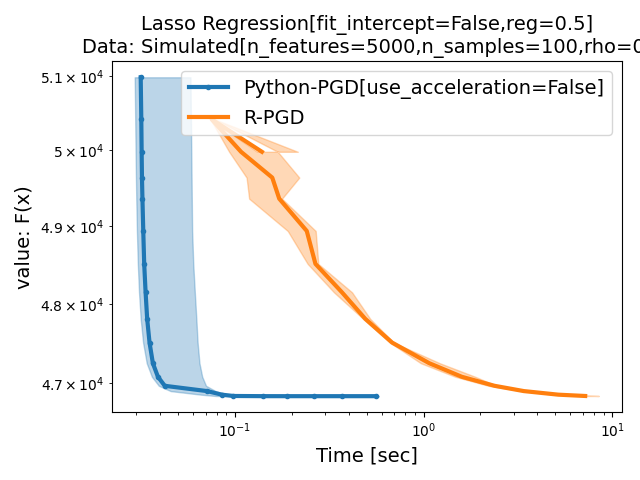 Lasso Regression[fit_intercept=False,reg=0.5]
Data: Simulated[n_features=5000,n_samples=100,rho=0
Python-PGD[use_acceleration=False]
R-PGD
value: F(x)
5.1 × 10⁴
5 × 10⁴
4.9 × 10⁴
4.8 × 10⁴
4.7 × 10⁴
10⁻¹ 10⁰ 10¹
Time [sec]